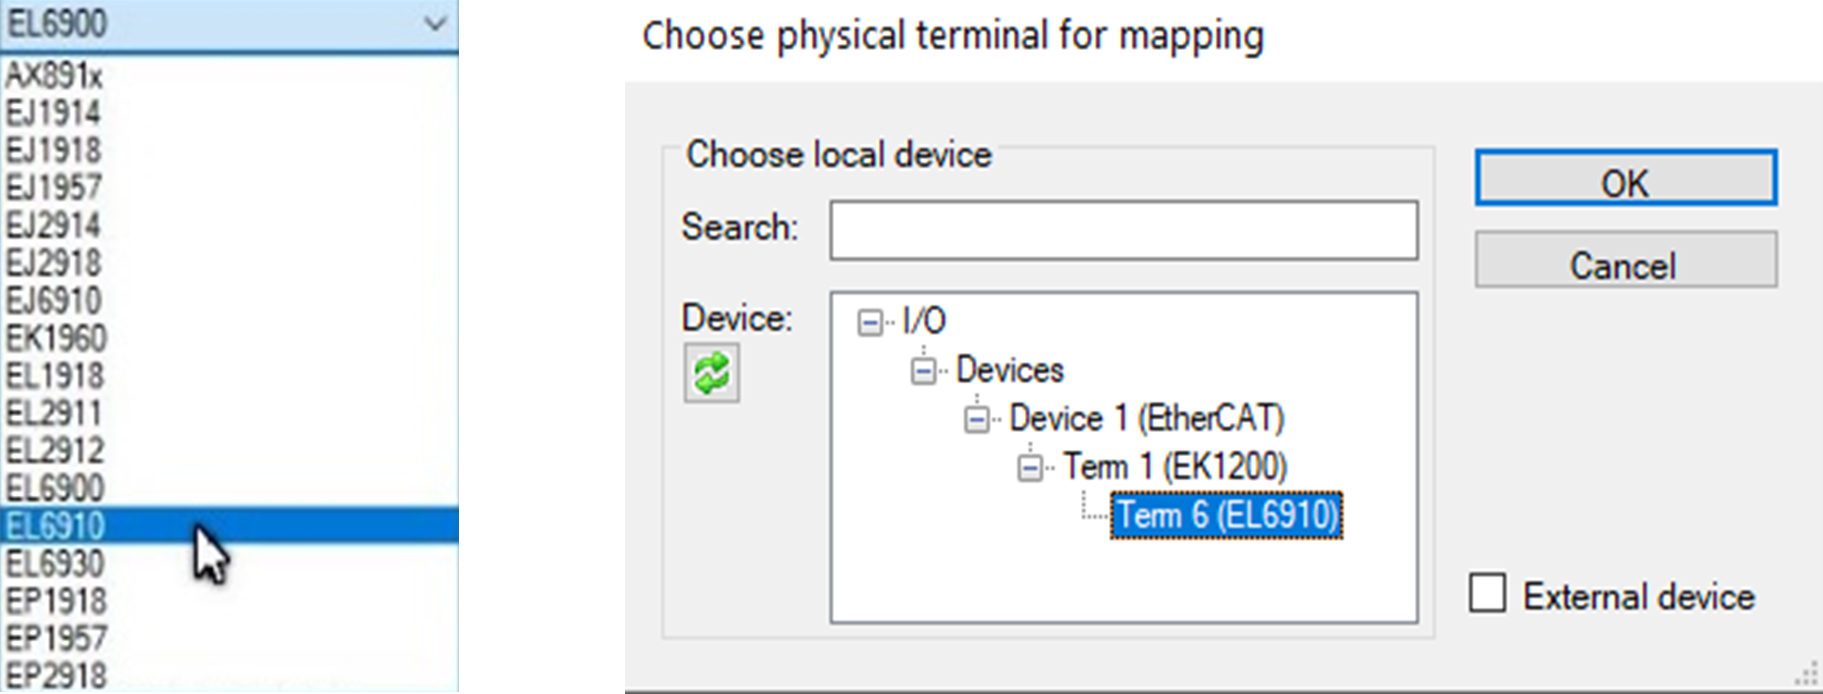 EL6900
AX891x
EJ1914
EJ1918
EJ1957
EJ2914
EJ2918
EJ6910
EK1960
EL1918
EL2911
EL2912
EL6900
EL6910
EL6930
EP1918
EP1957
EP2918
Choose physical terminal for mapping
Choose local device
Search:
Device:
I/O
Devices
Device 1 (EtherCAT)
Term 1 (EK1200)
Term 6 (EL6910)
OK
Cancel
External device